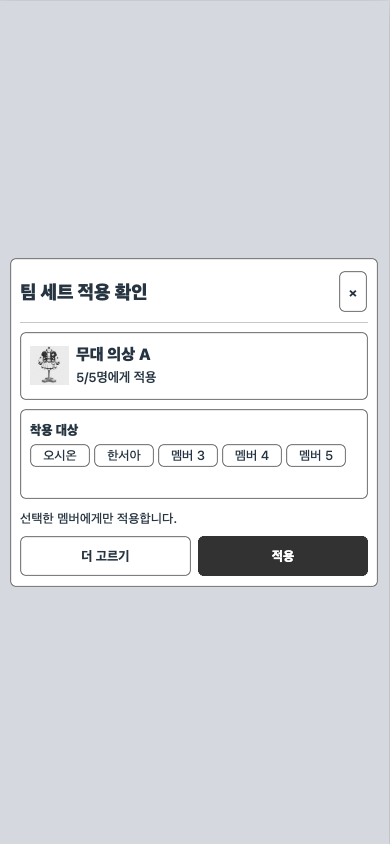 팀 세트 적용 확인
×
무대 의상 A
5/5명에게 적용
착용 대상
오시온 한서아 멤버 3 멤버 4 멤버 5
선택한 멤버에게만 적용합니다.
더 고르기 적용